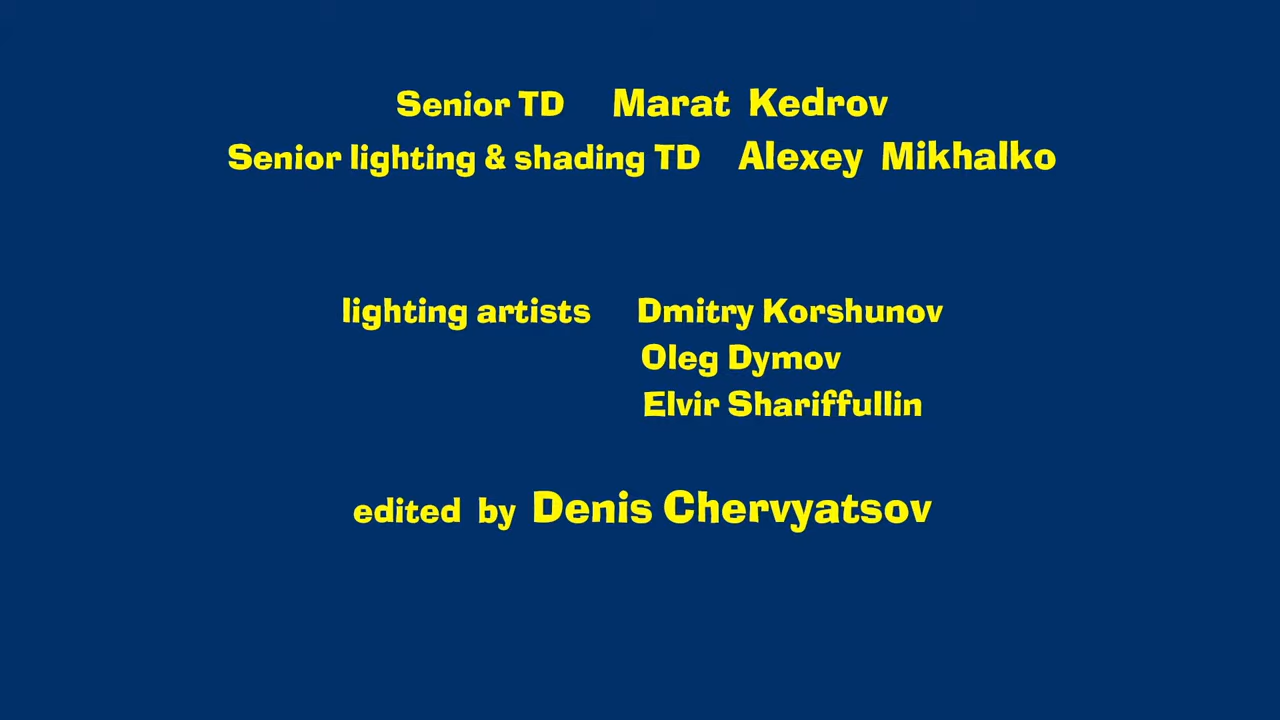 Senior TD Marat Kedrov
Senior lighting & shading TD Alexey Mikhalko
lighting artists Dmitry Korshunov
Oleg Dymov
Elvir Shariffullin
edited by Denis Chervyatsov